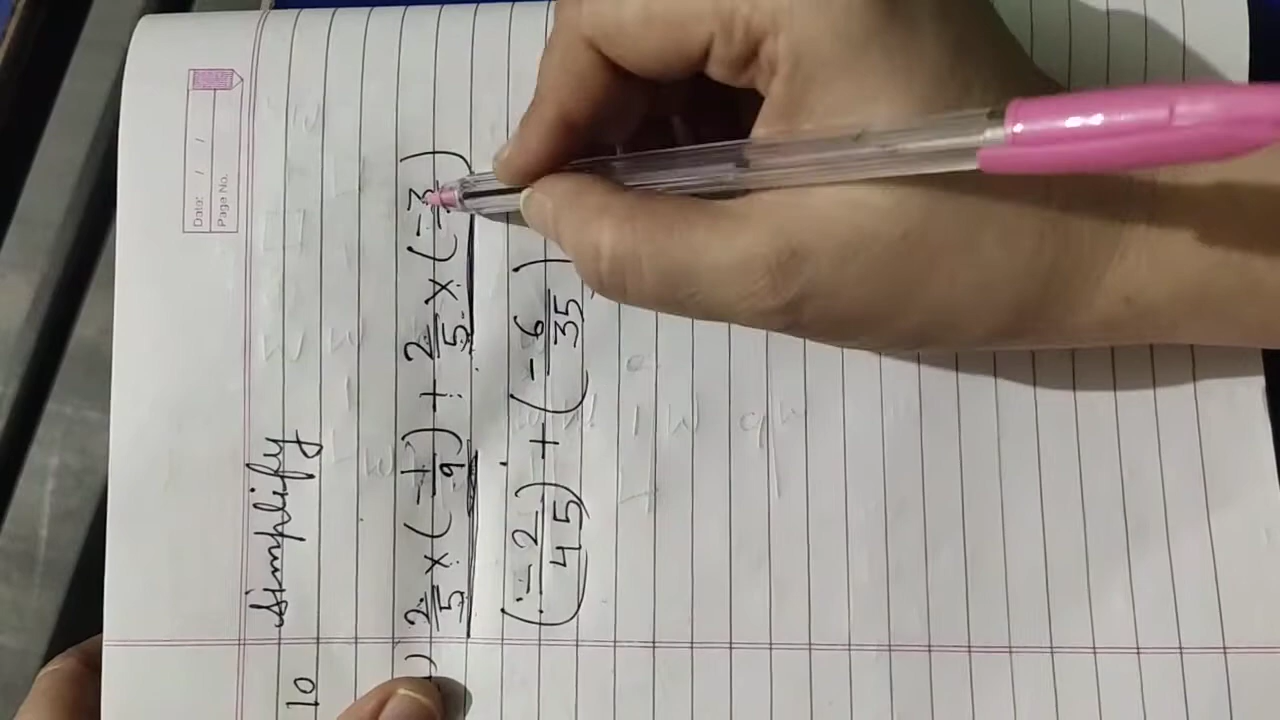 Date: / /
Page No.
10 Simplify
) 2/5 × (-1/9) + 2/5 × (-3
(-2/45) + (-6/35)